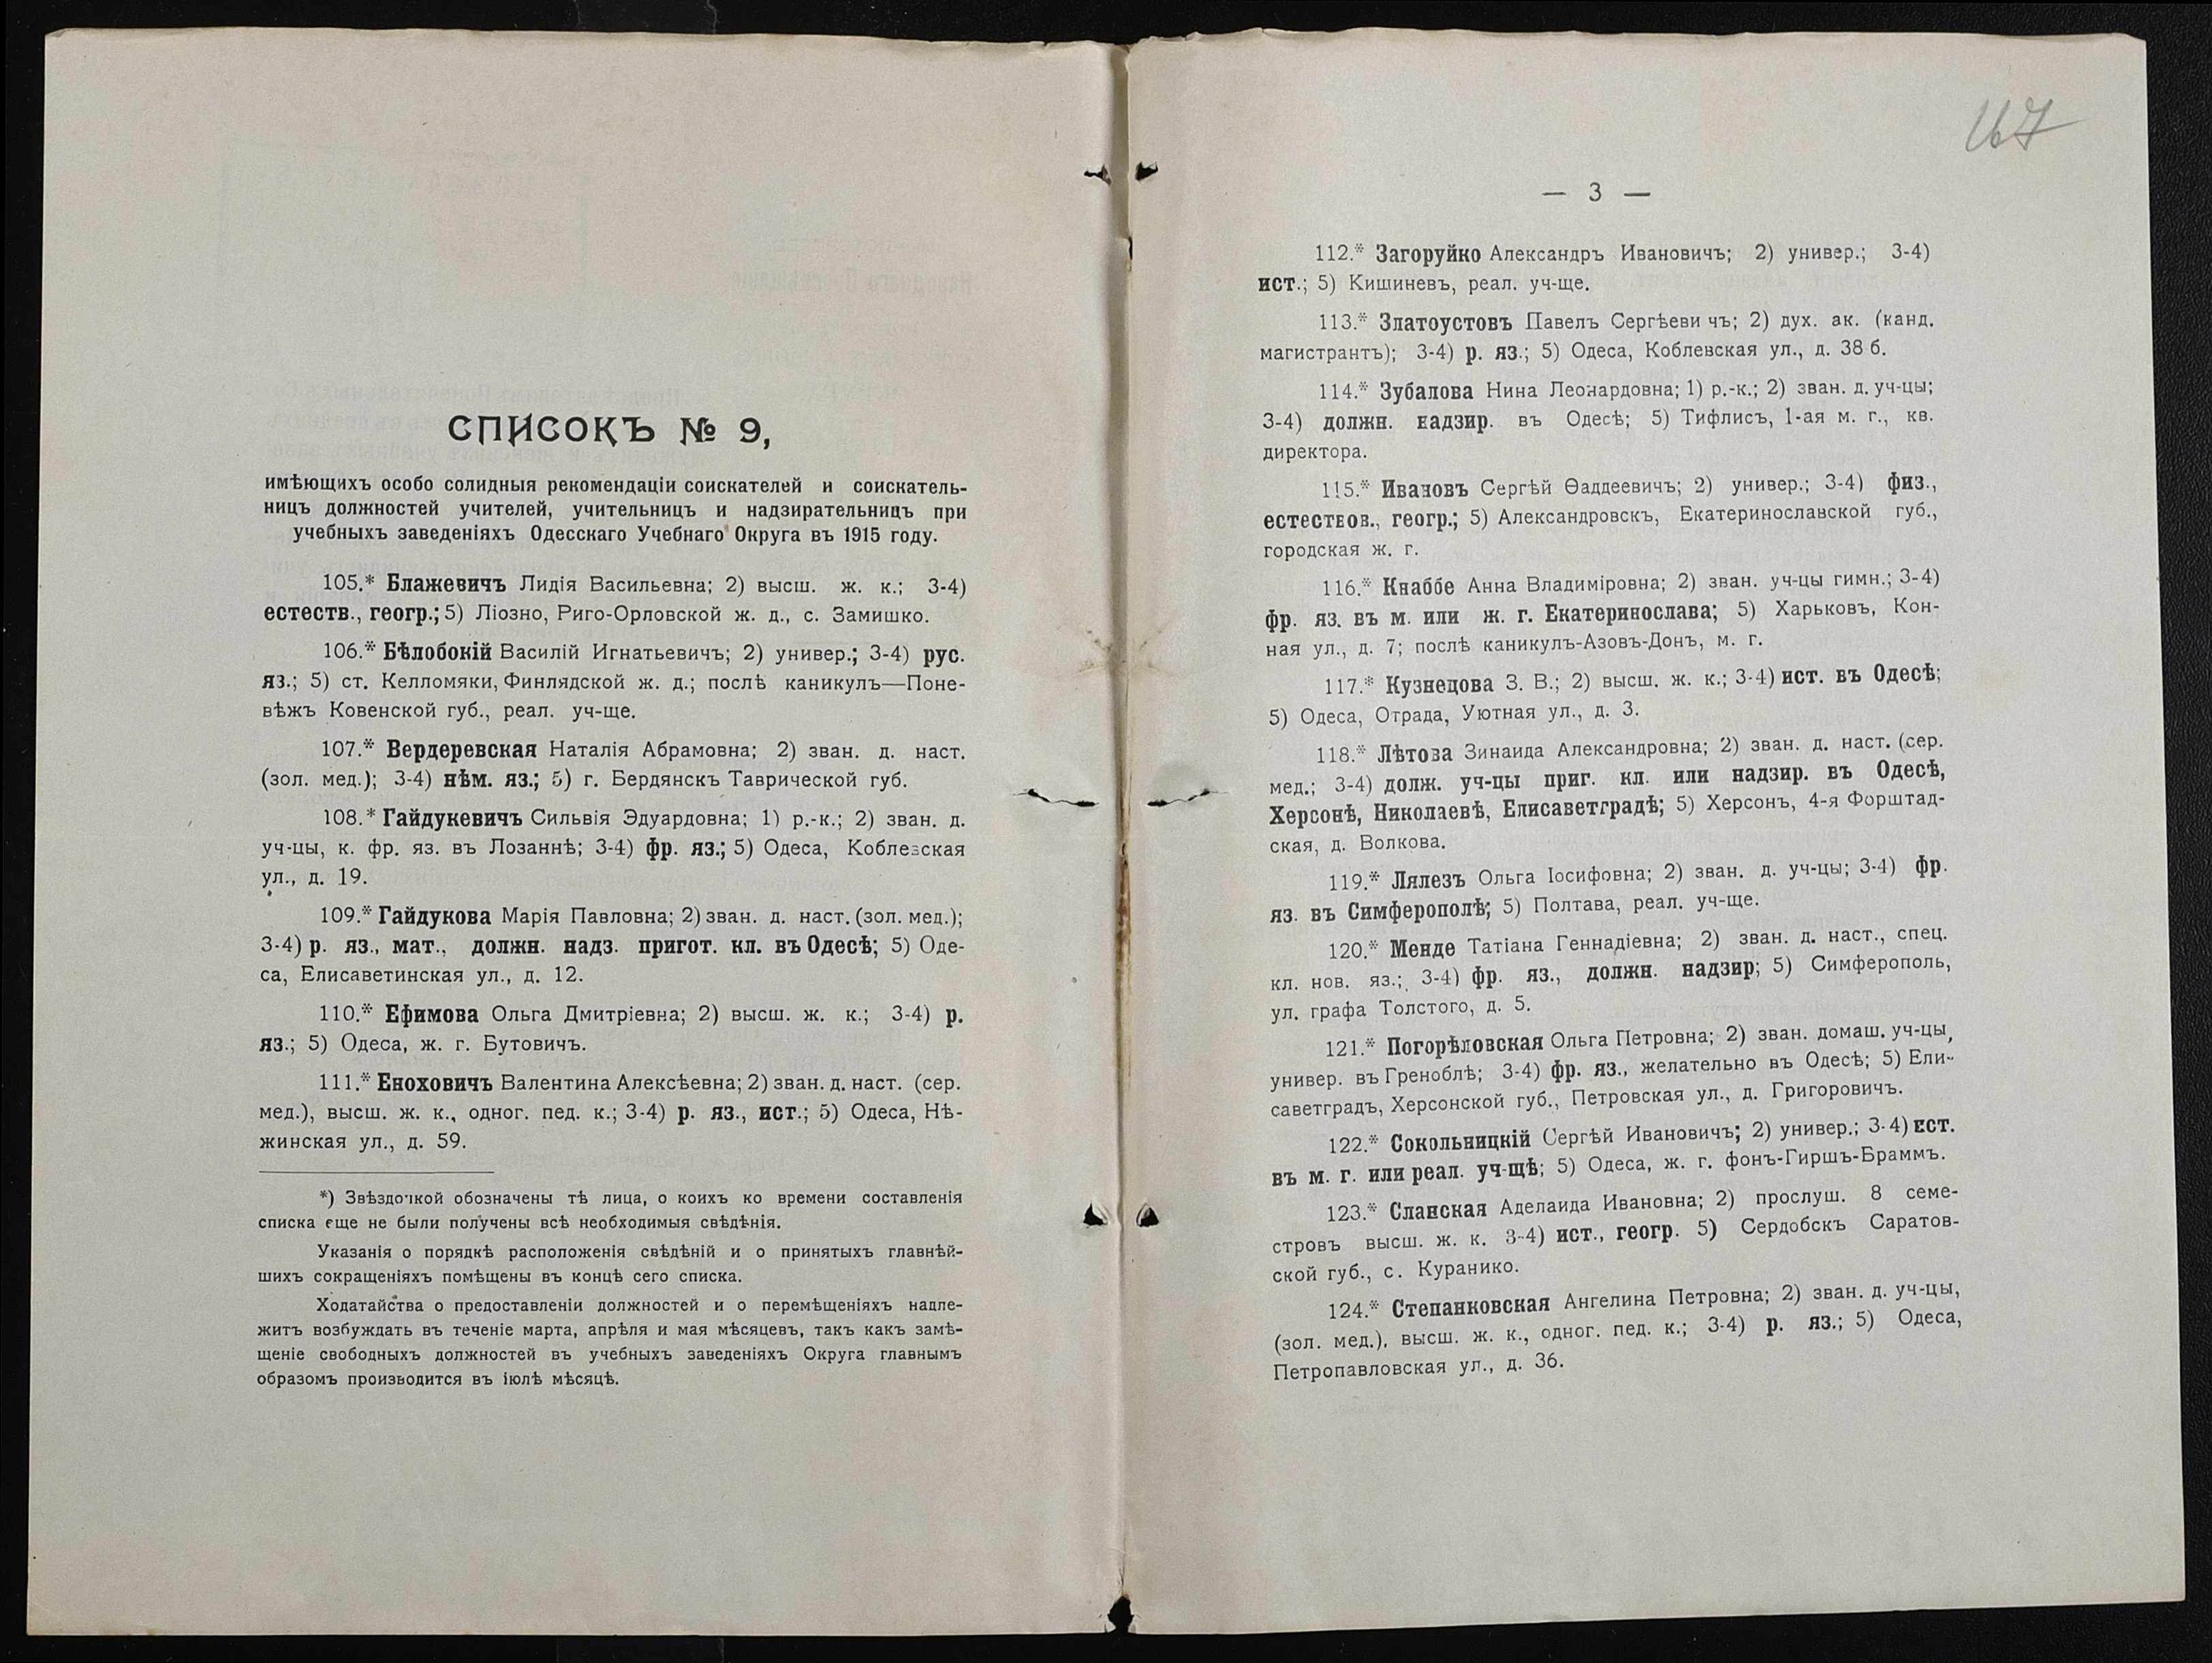 СПИСОКЪ № 9,
имѣющихъ особо солидныя рекомендаціи соискателей и соискатель-
ницъ должностей учителей, учительницъ и надзирательницъ при
учебныхъ заведеніяхъ Одесскаго Учебнаго Округа въ 1915 году.
105.* Блажевичъ Лидія Васильевна; 2) высш. ж. к.; 3-4)
естеств., геогр.; 5) Ліозно, Риго-Орловской ж. д., с. Замишко.
106.* Бѣлобокій Василій Игнатьевичъ; 2) универ.; 3-4) рус.
яз.; 5) ст. Келломяки, Финлядской ж. д.; послѣ каникулъ—Поне-
вѣжъ Ковенской губ., реал. уч-ще.
107.* Вердеревская Наталія Абрамовна; 2) зван. д. наст.
(зол. мед.); 3-4) нѣм. яз.; 5) г. Бердянскъ Таврической губ.
108.* Гайдукевичъ Сильвія Эдуардовна; 1) р.-к.; 2) зван. д.
уч-цы, к. фр. яз. въ Лозаннѣ; 3-4) фр. яз.; 5) Одеса, Коблевская
ул., д. 19.
109.* Гайдукова Марія Павловна; 2) зван. д. наст. (зол. мед.);
3-4) р. яз., мат., должн. надз. пригот. кл. въ Одесѣ; 5) Оде-
са, Елисаветинская ул., д. 12.
110.* Ефимова Ольга Дмитріевна; 2) высш. ж. к.; 3-4) р.
яз.; 5) Одеса, ж. г. Бутовичъ.
111.* Еноховичъ Валентина Алексѣевна; 2) зван. д. наст. (сер.
мед.), высш. ж. к., одног. пед. к.; 3-4) р. яз., ист.; 5) Одеса, Нѣ-
жинская ул., д. 59.
*) Звѣздочкой обозначены тѣ лица, о коихъ ко времени составленія
списка еще не были получены всѣ необходимыя свѣдѣнія.
Указанія о порядкѣ расположенія свѣдѣній и о принятыхъ главнѣй-
шихъ сокращеніяхъ помѣщены въ концѣ сего списка.
Ходатайства о предоставленіи должностей и о перемѣщеніяхъ надле-
житъ возбуждать въ теченіе марта, апрѣля и мая мѣсяцевъ, такъ какъ замѣ-
щеніе свободныхъ должностей въ учебныхъ заведеніяхъ Округа главнымъ
образомъ производится въ іюлѣ мѣсяцѣ.
167
— 3 —
112.* Загоруйко Александръ Ивановичъ; 2) универ.; 3-4)
ист.; 5) Кишиневъ, реал. уч-ще.
113.* Златоустовъ Павелъ Сергѣеви чъ; 2) дух. ак. (канд.
магистрантъ); 3-4) р. яз.; 5) Одеса, Коблевская ул., д. 38 б.
114.* Зубалова Нина Леонардовна; 1) р.-к.; 2) зван. д. уч-цы;
3-4) должн. надзир. въ Одесѣ; 5) Тифлисъ, 1-ая м. г., кв.
директора.
115.* Ивановъ Сергѣй Ѳаддеевичъ; 2) универ.; 3-4) физ.,
естествов., геогр.; 5) Александровскъ, Екатеринославской губ.,
городская ж. г.
116.* Кнаббе Анна Владиміровна; 2) зван. уч-цы гимн.; 3-4)
фр. яз. въ м. или ж. г. Екатеринослава; 5) Харьковъ, Кон-
ная ул., д. 7; послѣ каникулъ-Азовъ-Донъ, м. г.
117.* Кузнецова З. В.; 2) высш. ж. к.; 3-4) ист. въ Одесѣ;
5) Одеса, Отрада, Уютная ул., д. 3.
118.* Лѣтова Зинаида Александровна; 2) зван. д. наст. (сер.
мед.; 3-4) долж. уч-цы приг. кл. или надзир. въ Одесѣ,
Херсонѣ, Николаевѣ, Елисаветградѣ; 5) Херсонъ, 4-я Форштад-
ская, д. Волкова.
119.* Лялезъ Ольга Іосифовна; 2) зван. д. уч-цы; 3-4) фр.
яз. въ Симферополѣ; 5) Полтава, реал. уч-ще.
120.* Менде Татіана Геннадіевна; 2) зван. д. наст., спец.
кл. нов. яз.; 3-4) фр. яз., должн. надзир; 5) Симферополь,
ул. графа Толстого, д. 5.
121.* Погорѣловская Ольга Петровна; 2) зван. домаш. уч-цы,
универ. въ Греноблѣ; 3-4) фр. яз., желательно въ Одесѣ; 5) Ели-
саветградъ, Херсонской губ., Петровская ул., д. Григоровичъ.
122.* Сокольницкій Сергѣй Ивановичъ; 2) универ.; 3-4) ист.
въ м. г. или реал. уч-щѣ; 5) Одеса, ж. г. фонъ-Гиршъ-Браммъ.
123.* Сланская Аделаида Ивановна; 2) прослуш. 8 семе-
стровъ высш. ж. к. 3-4) ист., геогр. 5) Сердобскъ Саратов-
ской губ., с. Куранико.
124.* Степанковская Ангелина Петровна; 2) зван. д. уч-цы,
(зол. мед.), высш. ж. к., одног. пед. к.; 3-4) р. яз.; 5) Одеса,
Петропавловская ул., д. 36.